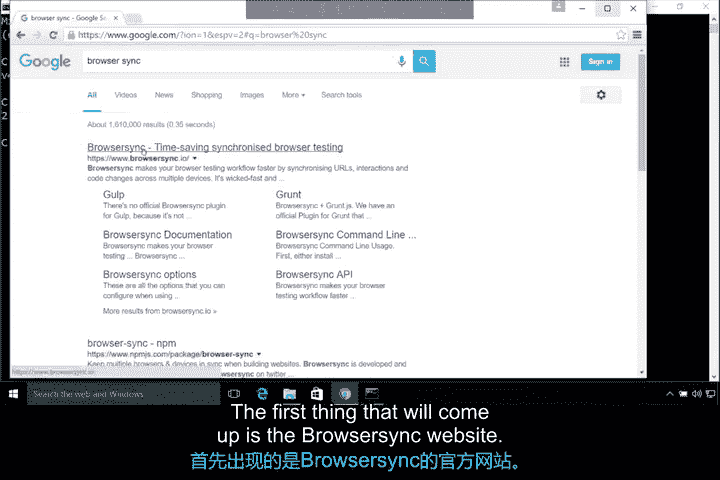 browser sync - Google Se
https://www.google.com/?ion=1&espv=2#q=browser%20sync
Google
browser sync
Sign in
All Videos News Shopping Images More Search tools
About 1,610,000 results (0.35 seconds)
Browsersync - Time-saving synchronised browser testing
https://www.browsersync.io/
Browsersync makes your browser testing workflow faster by synchronising URLs, interactions and
code changes across multiple devices. It's wicked-fast and ...
Gulp
There's no official Browsersync plugin
for Gulp, because it's not ...
Grunt
Browsersync + Grunt.js. We have an
official Plugin for Grunt that ...
Browsersync Documentation
Browsersync makes your browser
testing ... Browsersync ...
Browsersync Command Line ...
Browsersync Command Line Usage.
First, either install ...
Browsersync options
These are all the options that you can
configure when using ...
Browsersync API
Browsersync makes your browser
testing workflow faster ...
More results from browsersync.io »
browser-sync - npm
https://www.npmjs.com/package/browser-sync
Keep multiple browsers & devices in sync when building websites. Browsersync is developed and
on twitter ...
https://www.browsersync.io
Search the web and Windows
The first thing that will come
up is the Browsersync website.
首先出现的是Browsersync的官方网站。